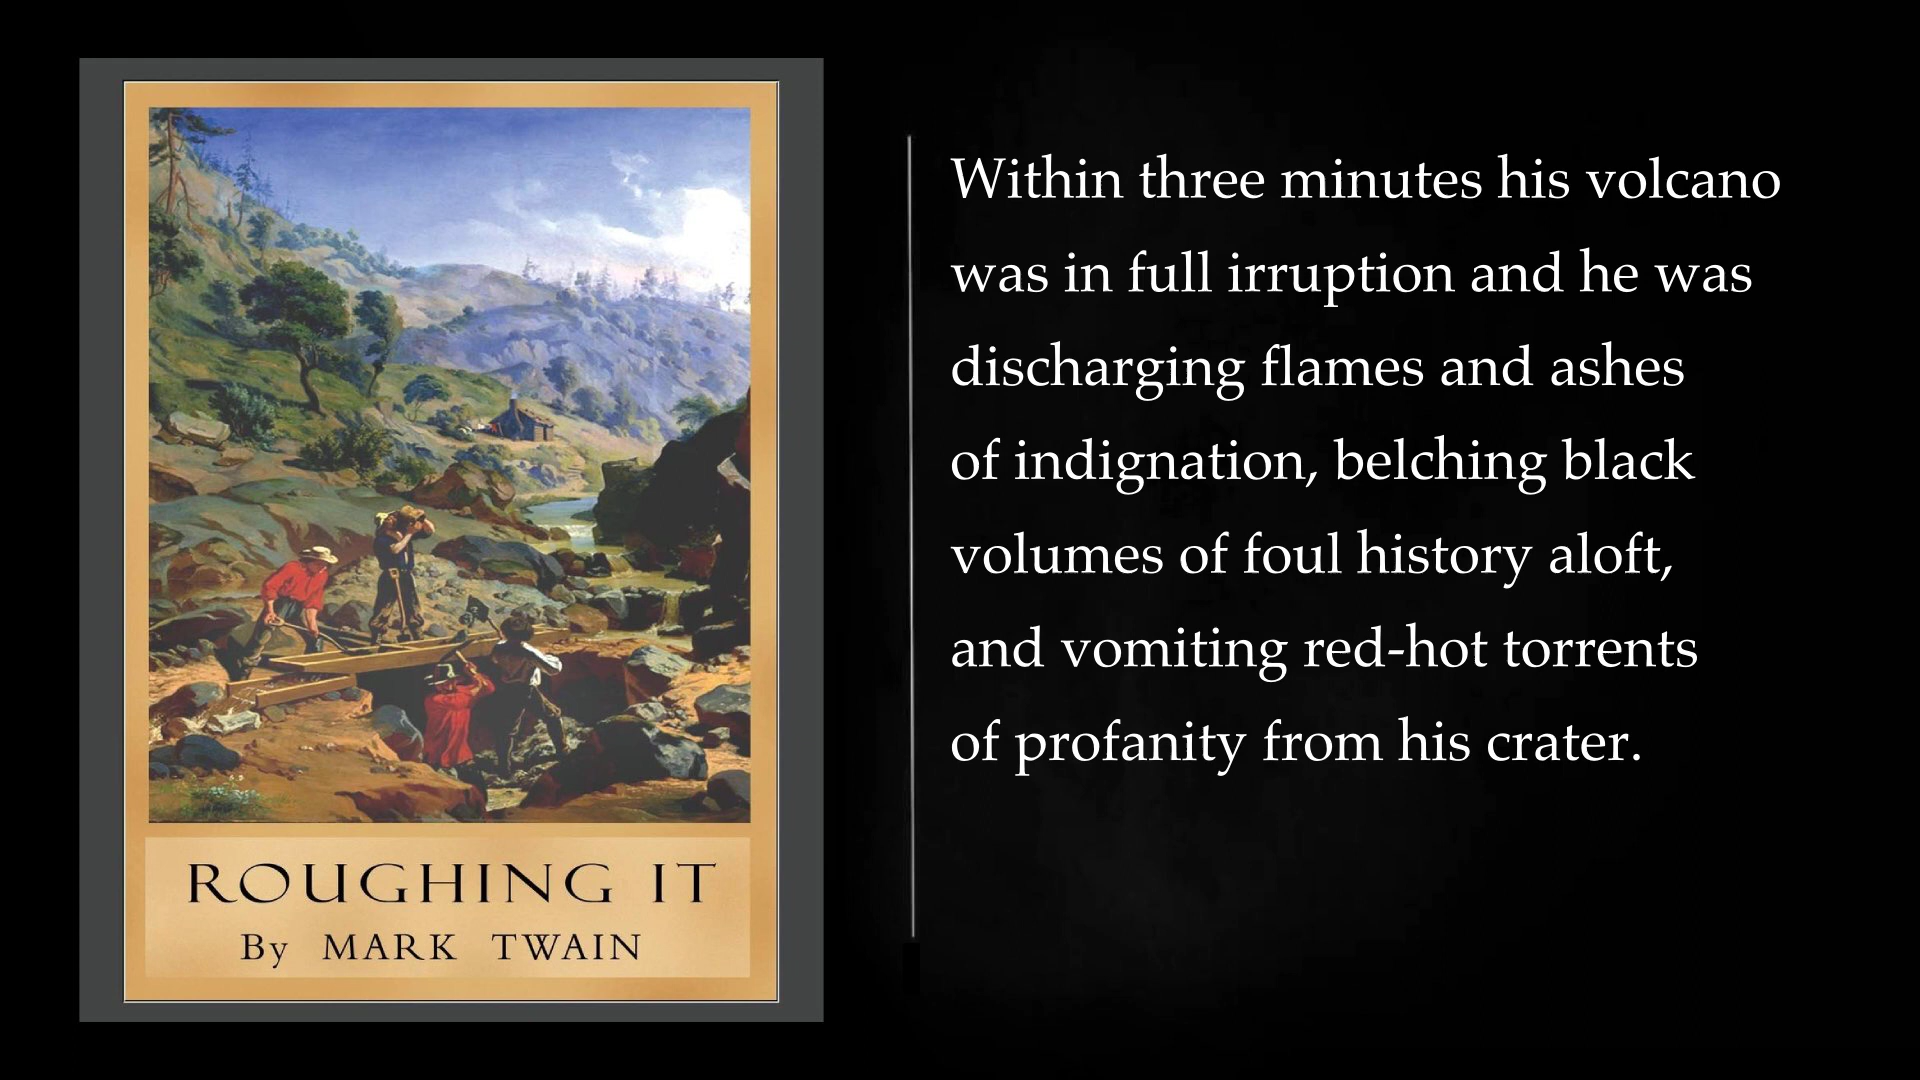 ROUGHING IT
By MARK TWAIN
Within three minutes his volcano
was in full irruption and he was
discharging flames and ashes
of indignation, belching black
volumes of foul history aloft,
and vomiting red-hot torrents
of profanity from his crater.